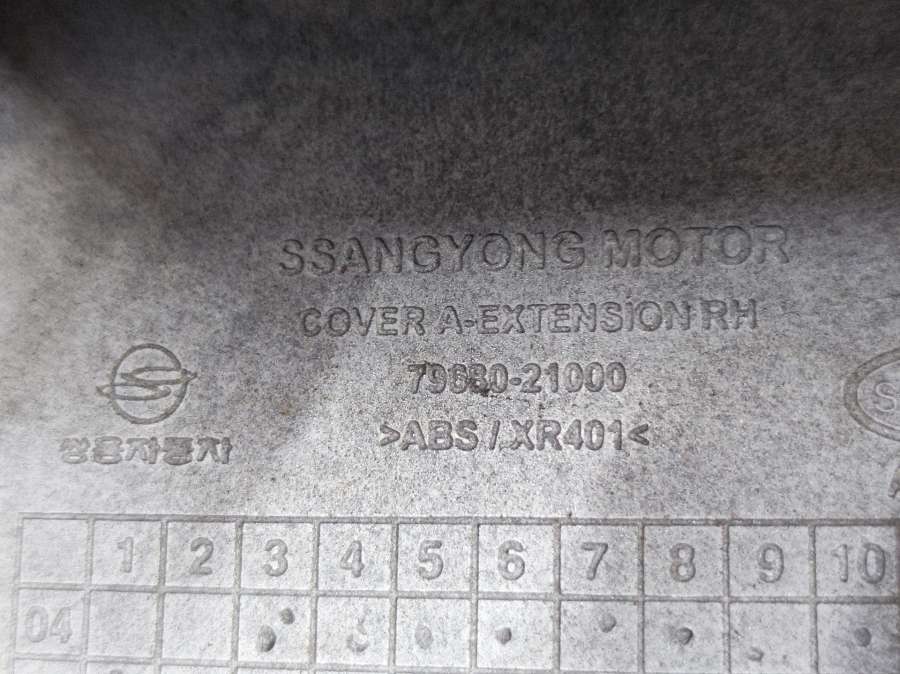 SSANGYONG MOTOR
COVER A-EXTENSION RH
79680-21000
쌍용자동차
>ABS / XR401<
1 2 3 4 5 6 7 8 9 10
04